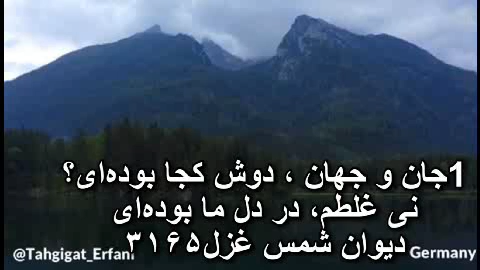 1جان و جهان ، دوش کجا بوده‌ای؟
نی غلطم، در دل ما بوده‌ای
دیوان شمس غزل۳۱۶۵
@Tahgigat_Erfani
Germany